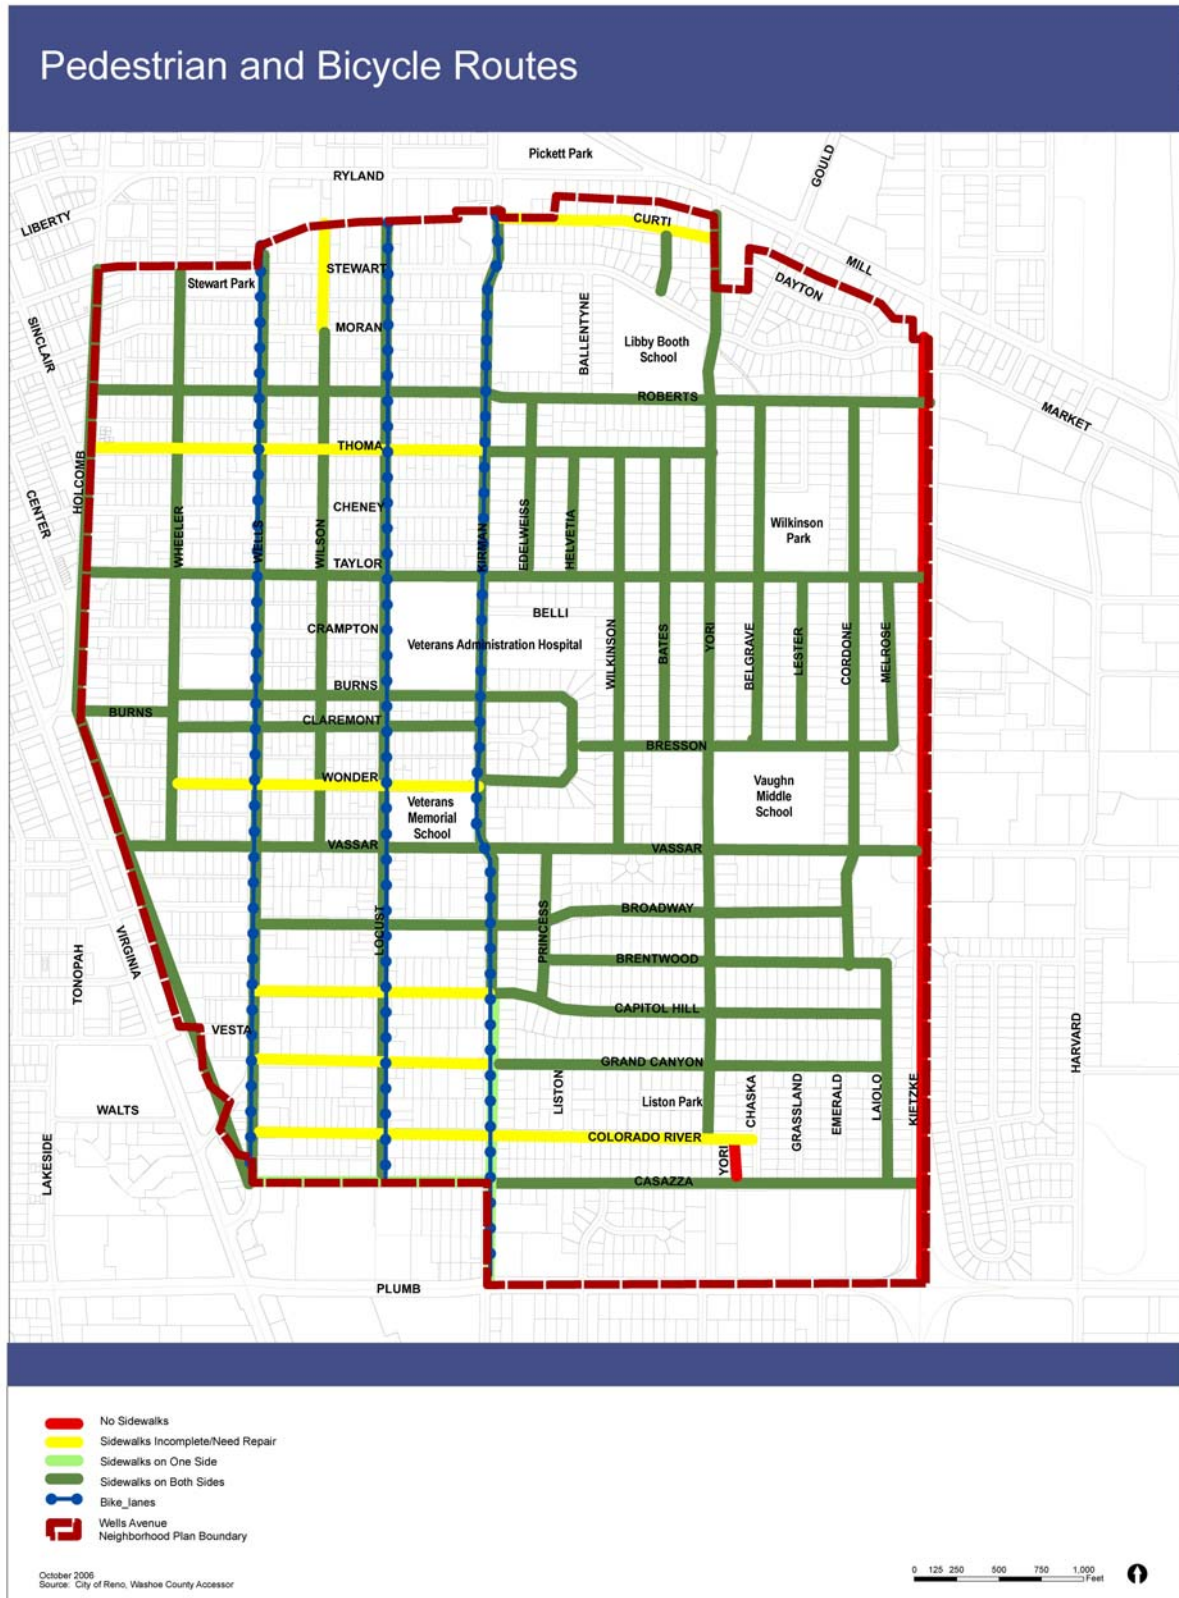 Pedestrian and Bicycle Routes
Pickett Park
RYLAND
GOULD
LIBERTY
CURTI
MILL
STEWART
Stewart Park
DAYTON
SINCLAIR
MORAN
BALLENTYNE
Libby Booth
School
ROBERTS
MARKET
THOMA
HOLCOMB
CENTER
CHENEY
WHEELER
WELLS
WILSON
KIRMAN
EDELWEISS
HELVETIA
Wilkinson
Park
TAYLOR
BELLI
CRAMPTON
Veterans Administration Hospital
WILKINSON
BATES
YORI
BELGRAVE
LESTER
CORDONE
MELROSE
BURNS
BURNS
CLAREMONT
BRESSON
WONDER
Veterans
Memorial
School
Vaughn
Middle
School
VASSAR
VASSAR
BROADWAY
LOCUST
PRINCESS
TONOPAH
VIRGINIA
BRENTWOOD
CAPITOL HILL
VESTA
HARVARD
GRAND CANYON
LISTON
Liston Park
CHASKA
GRASSLAND
EMERALD
LAIOLO
KIETZKE
WALTS
COLORADO RIVER
LAKESIDE
YORI
CASAZZA
PLUMB
No Sidewalks
Sidewalks Incomplete/Need Repair
Sidewalks on One Side
Sidewalks on Both Sides
Bike_lanes
Wells Avenue
Neighborhood Plan Boundary
October 2006
Source: City of Reno, Washoe County Accessor
0 125 250 500 750 1,000
Feet